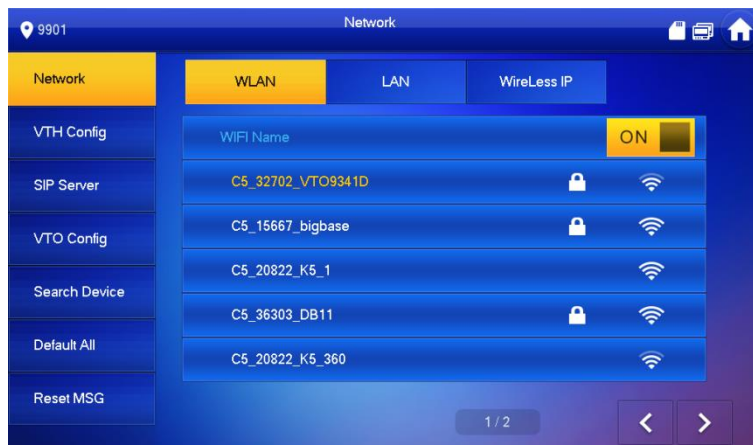 9901
Network
Network
WLAN
LAN
WireLess IP
VTH Config
WIFI Name
ON
SIP Server
C5_32702_VTO9341D
VTO Config
C5_15667_bigbase
Search Device
C5_20822_K5_1
Default All
C5_36303_DB11
Reset MSG
C5_20822_K5_360
1 / 2